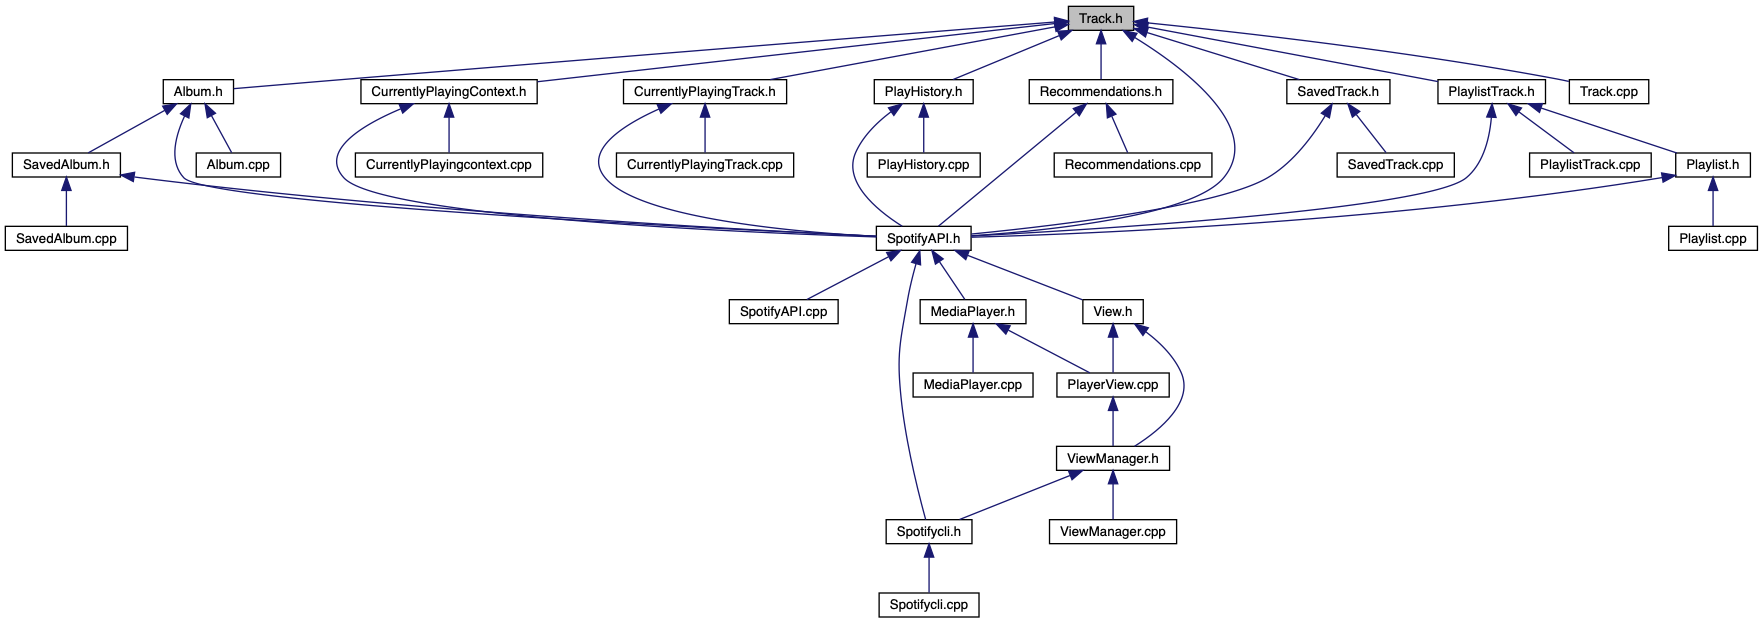 Track.h
Album.h
CurrentlyPlayingContext.h
CurrentlyPlayingTrack.h
PlayHistory.h
Recommendations.h
SavedTrack.h
PlaylistTrack.h
Track.cpp
SavedAlbum.h
Album.cpp
CurrentlyPlayingcontext.cpp
CurrentlyPlayingTrack.cpp
PlayHistory.cpp
Recommendations.cpp
SavedTrack.cpp
PlaylistTrack.cpp
Playlist.h
SavedAlbum.cpp
SpotifyAPI.h
Playlist.cpp
SpotifyAPI.cpp
MediaPlayer.h
View.h
MediaPlayer.cpp
PlayerView.cpp
ViewManager.h
Spotifycli.h
ViewManager.cpp
Spotifycli.cpp